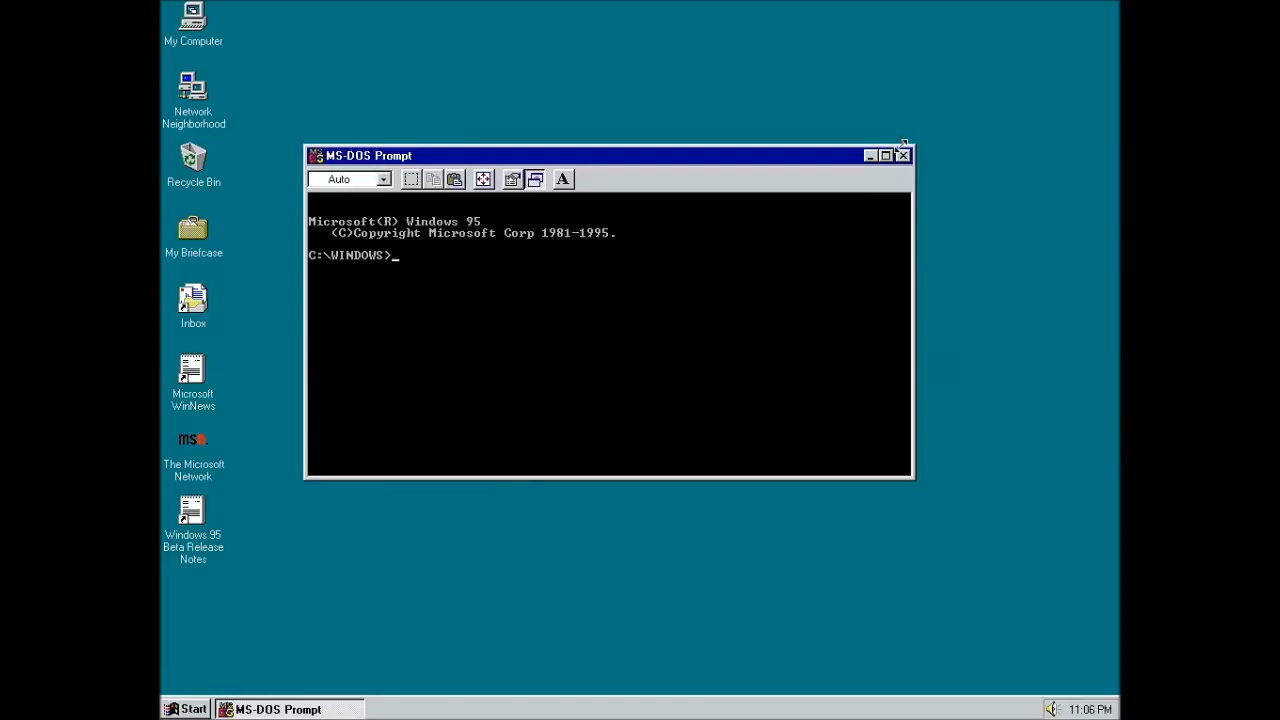 My Computer
Network
Neighborhood
Recycle Bin
My Briefcase
Inbox
Microsoft
WinNews
msn.
The Microsoft
Network
Windows 95
Beta Release
Notes
MS-DOS Prompt
Auto
A
Microsoft(R) Windows 95
(C)Copyright Microsoft Corp 1981-1995.
C:\WINDOWS>_
Start
MS-DOS Prompt
11:06 PM